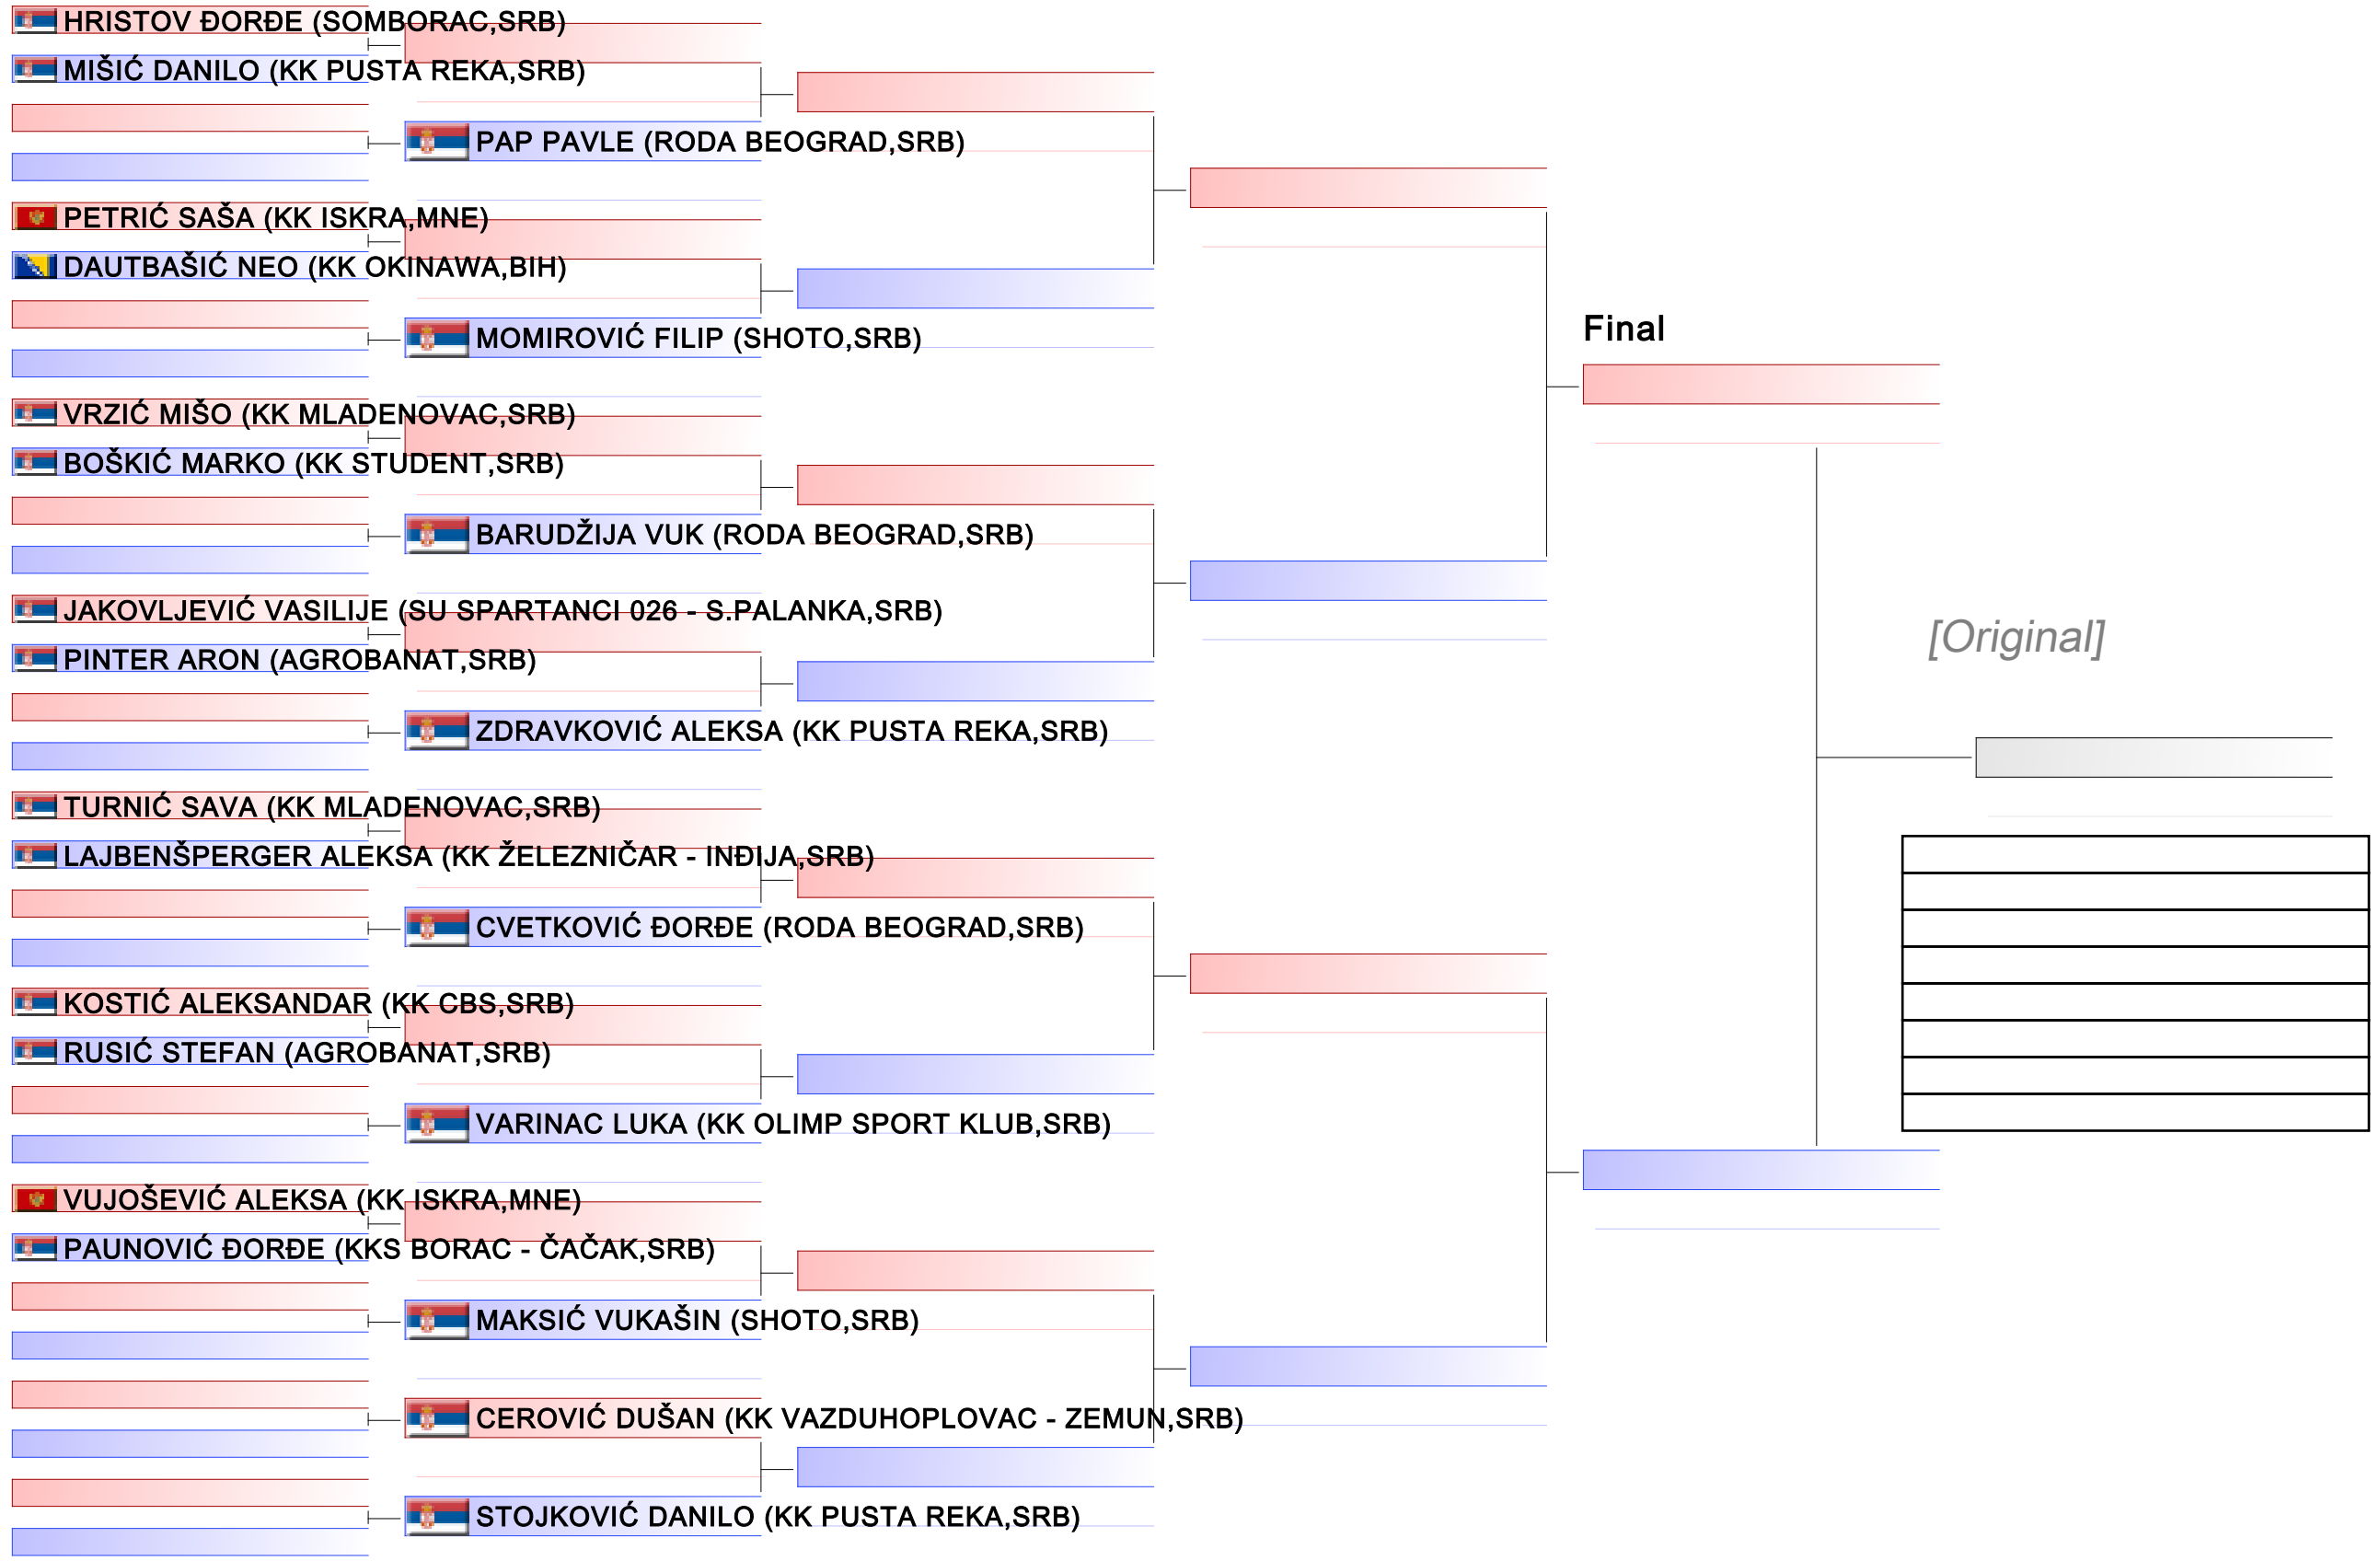 HRISTOV ĐORĐE (SOMBORAC,SRB)
MIŠIĆ DANILO (KK PUSTA REKA,SRB)
PAP PAVLE (RODA BEOGRAD,SRB)
PETRIĆ SAŠA (KK ISKRA,MNE)
DAUTBAŠIĆ NEO (KK OKINAWA,BIH)
Final
MOMIROVIĆ FILIP (SHOTO,SRB)
VRZIĆ MIŠO (KK MLADENOVAC,SRB)
BOŠKIĆ MARKO (KK STUDENT,SRB)
BARUDŽIJA VUK (RODA BEOGRAD,SRB)
JAKOVLJEVIĆ VASILIJE (SU SPARTANCI 026 - S.PALANKA,SRB)
[Original]
PINTER ARON (AGROBANAT,SRB)
ZDRAVKOVIĆ ALEKSA (KK PUSTA REKA,SRB)
TURNIĆ SAVA (KK MLADENOVAC,SRB)
LAJBENŠPERGER ALEKSA (KK ŽELEZNIČAR - INĐIJA,SRB)
CVETKOVIĆ ĐORĐE (RODA BEOGRAD,SRB)
KOSTIĆ ALEKSANDAR (KK CBS,SRB)
RUSIĆ STEFAN (AGROBANAT,SRB)
VARINAC LUKA (KK OLIMP SPORT KLUB,SRB)
VUJOŠEVIĆ ALEKSA (KK ISKRA,MNE)
PAUNOVIĆ ĐORĐE (KKS BORAC - ČAČAK,SRB)
MAKSIĆ VUKAŠIN (SHOTO,SRB)
CEROVIĆ DUŠAN (KK VAZDUHOPLOVAC - ZEMUN,SRB)
STOJKOVIĆ DANILO (KK PUSTA REKA,SRB)